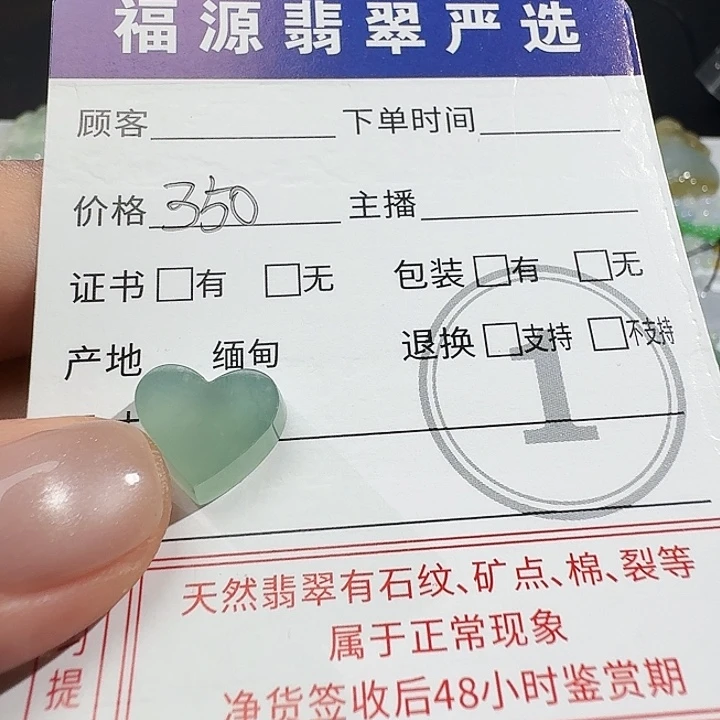 福源翡翠严选
顾客 下单时间
价格 350 主播
证书 □有 □无 包装 □有 □无
产地 缅甸 退换 □支持 □不支持
1
天然翡翠有石纹、矿点、棉、裂等
属于正常现象
净货签收后48小时鉴赏期
提